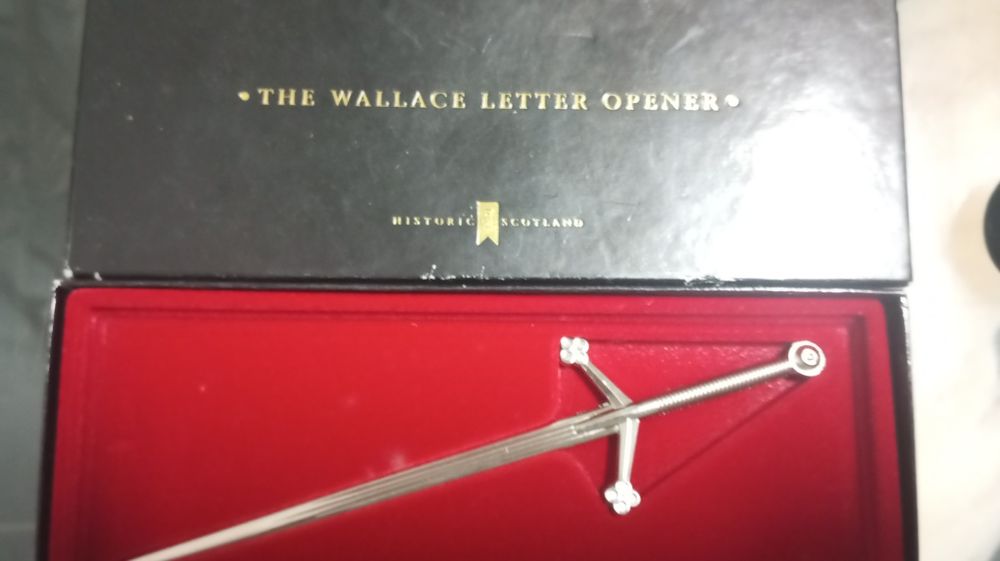 • THE WALLACE LETTER OPENER •
HISTORIC SCOTLAND